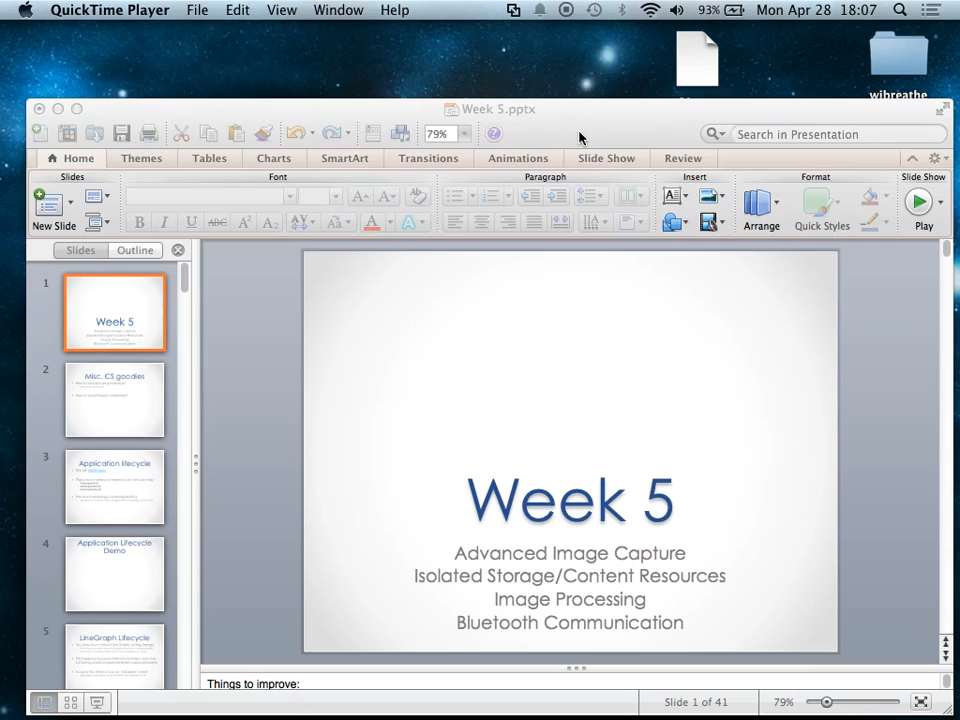 QuickTime Player File Edit View Window Help 93% Mon Apr 28 18:07
wibreathe
Week 5.pptx
79% Search in Presentation
Home Themes Tables Charts SmartArt Transitions Animations Slide Show Review
Slides Font Paragraph Insert Format Slide Show
New Slide Arrange Quick Styles Play
Slides Outline
1
Week 5
2
Misc. CS goodies
3
Application lifecycle
4
Application Lifecycle
Demo
5
LineGraph Lifecycle
Week 5
Advanced Image Capture
Isolated Storage/Content Resources
Image Processing
Bluetooth Communication
Things to improve:
Slide 1 of 41 79%